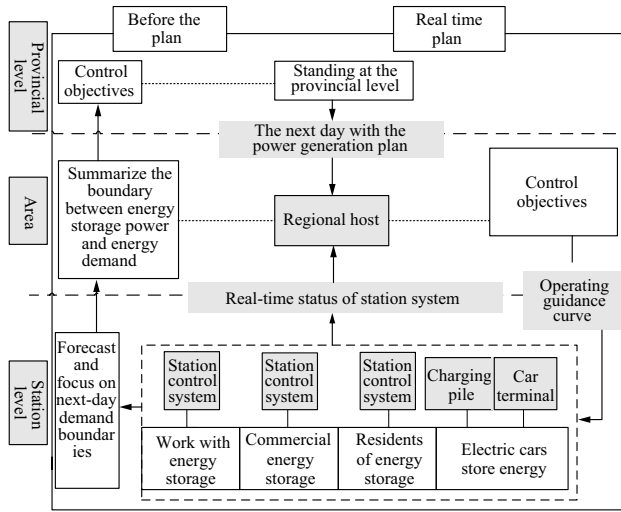 Before the
plan
Real time
plan
Provincial
level
Control
objectives
Standing at the
provincial level
The next day with the
power generation plan
Area
Summarize the
boundary
between energy
storage power
and energy
demand
Regional host
Control
objectives
Real-time status of station system
Operating
guidance
curve
Station
level
Forecast
and
focus on
next-day
demand
boundar
ies
Station
control
system
Station
control
system
Station
control
system
Charging
pile
Car
terminal
Work with
energy
storage
Commercial
energy
storage
Residents
of energy
storage
Electric cars
store energy